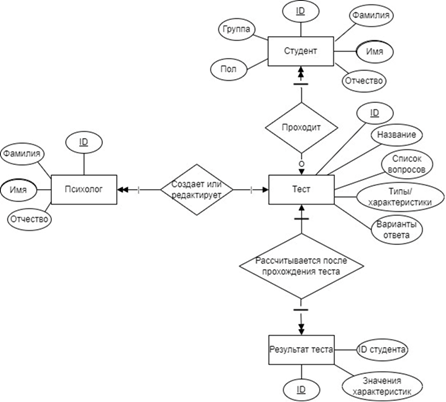 ID
Фамилия
Группа
Студент
Имя
Пол
Отчество
ID
Проходит
Название
ID
Список
вопросов
Фамилия
Создает или
редактирует
Тест
Психолог
Имя
Типы/
характеристики
Отчество
Варианты
ответа
Рассчитывается после
прохождения теста
Результат теста
ID студента
ID
Значения
характеристик